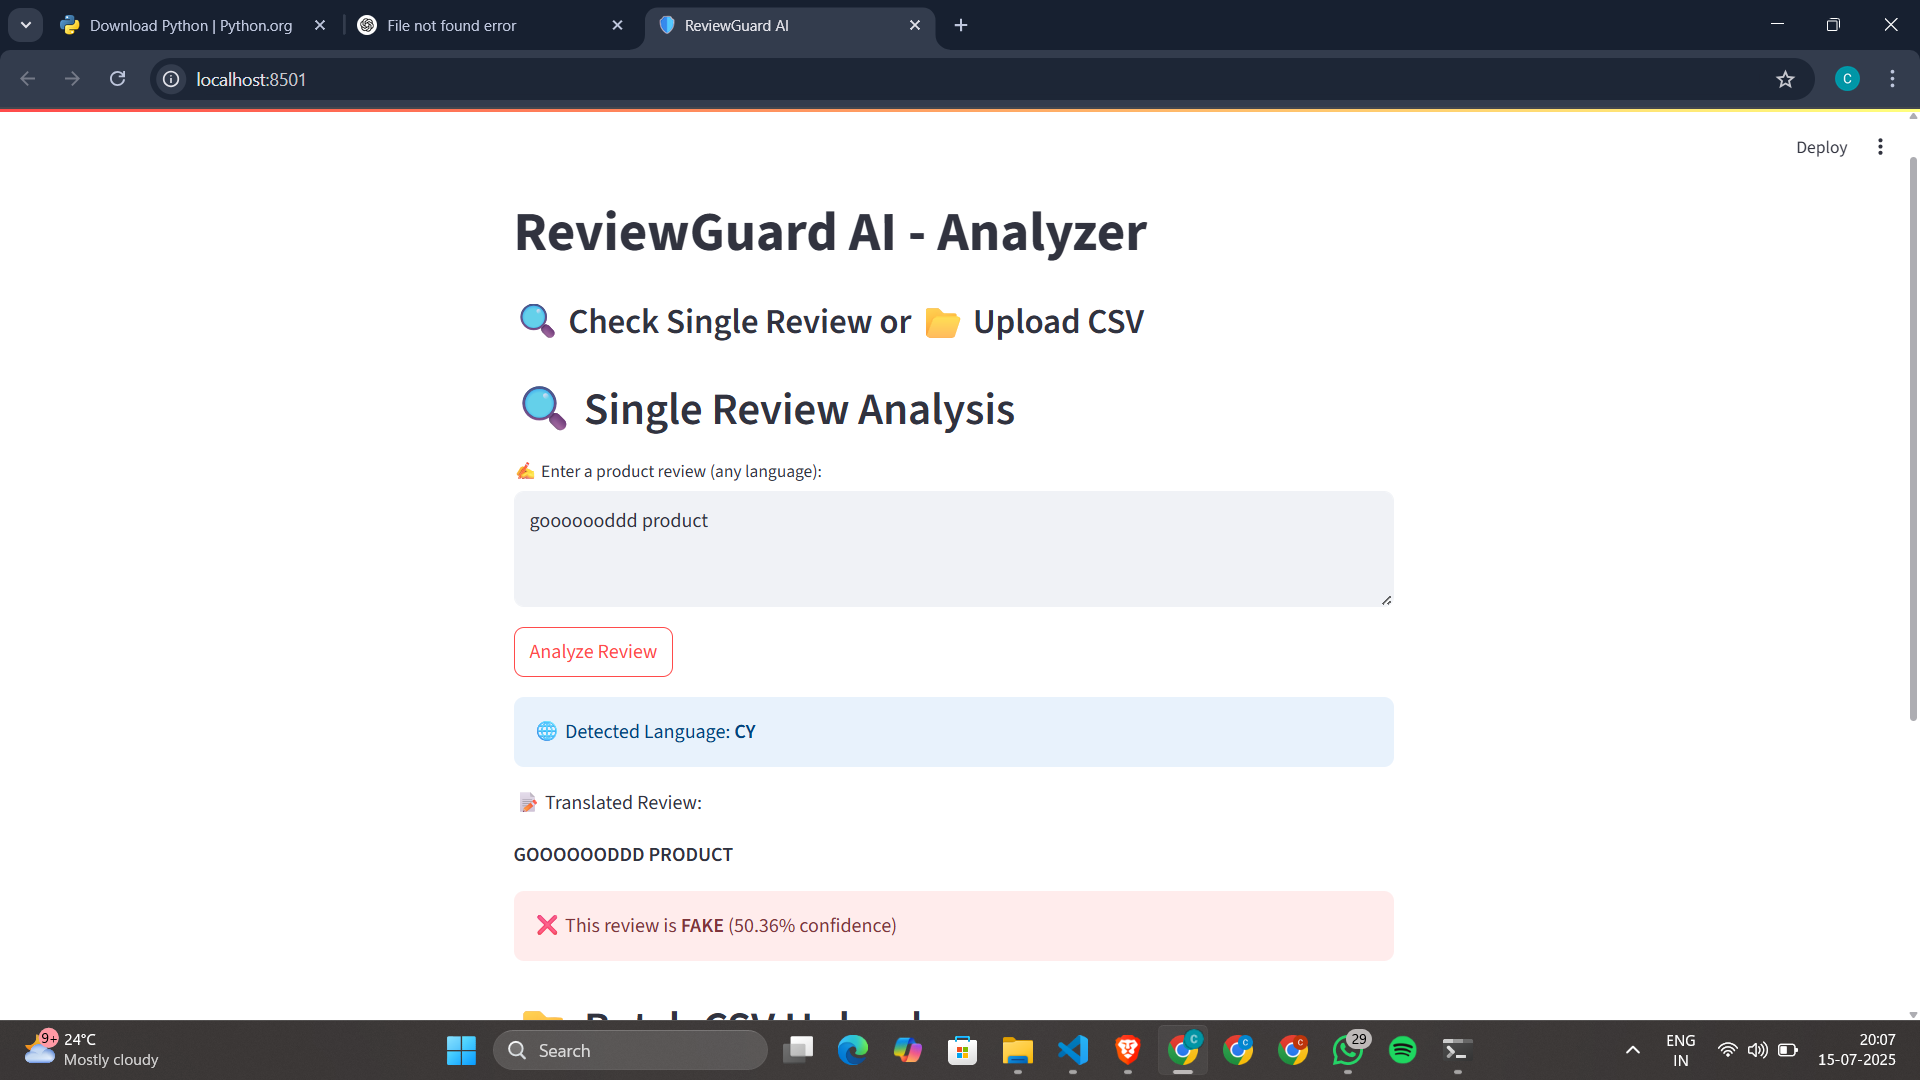 Download Python | Python.org
File not found error
ReviewGuard AI
localhost:8501
C
Deploy
ReviewGuard AI - Analyzer
🔍 Check Single Review or 📂 Upload CSV
🔍 Single Review Analysis
✍️ Enter a product review (any language):
gooooooddd product
Analyze Review
🌐 Detected Language: CY
📝 Translated Review:
GOOOOOODDD PRODUCT
❌ This review is FAKE (50.36% confidence)
Batch CSV Upload
9+
24°C
Mostly cloudy
Search
C
C
C
29
ENG
IN
20:07
15-07-2025